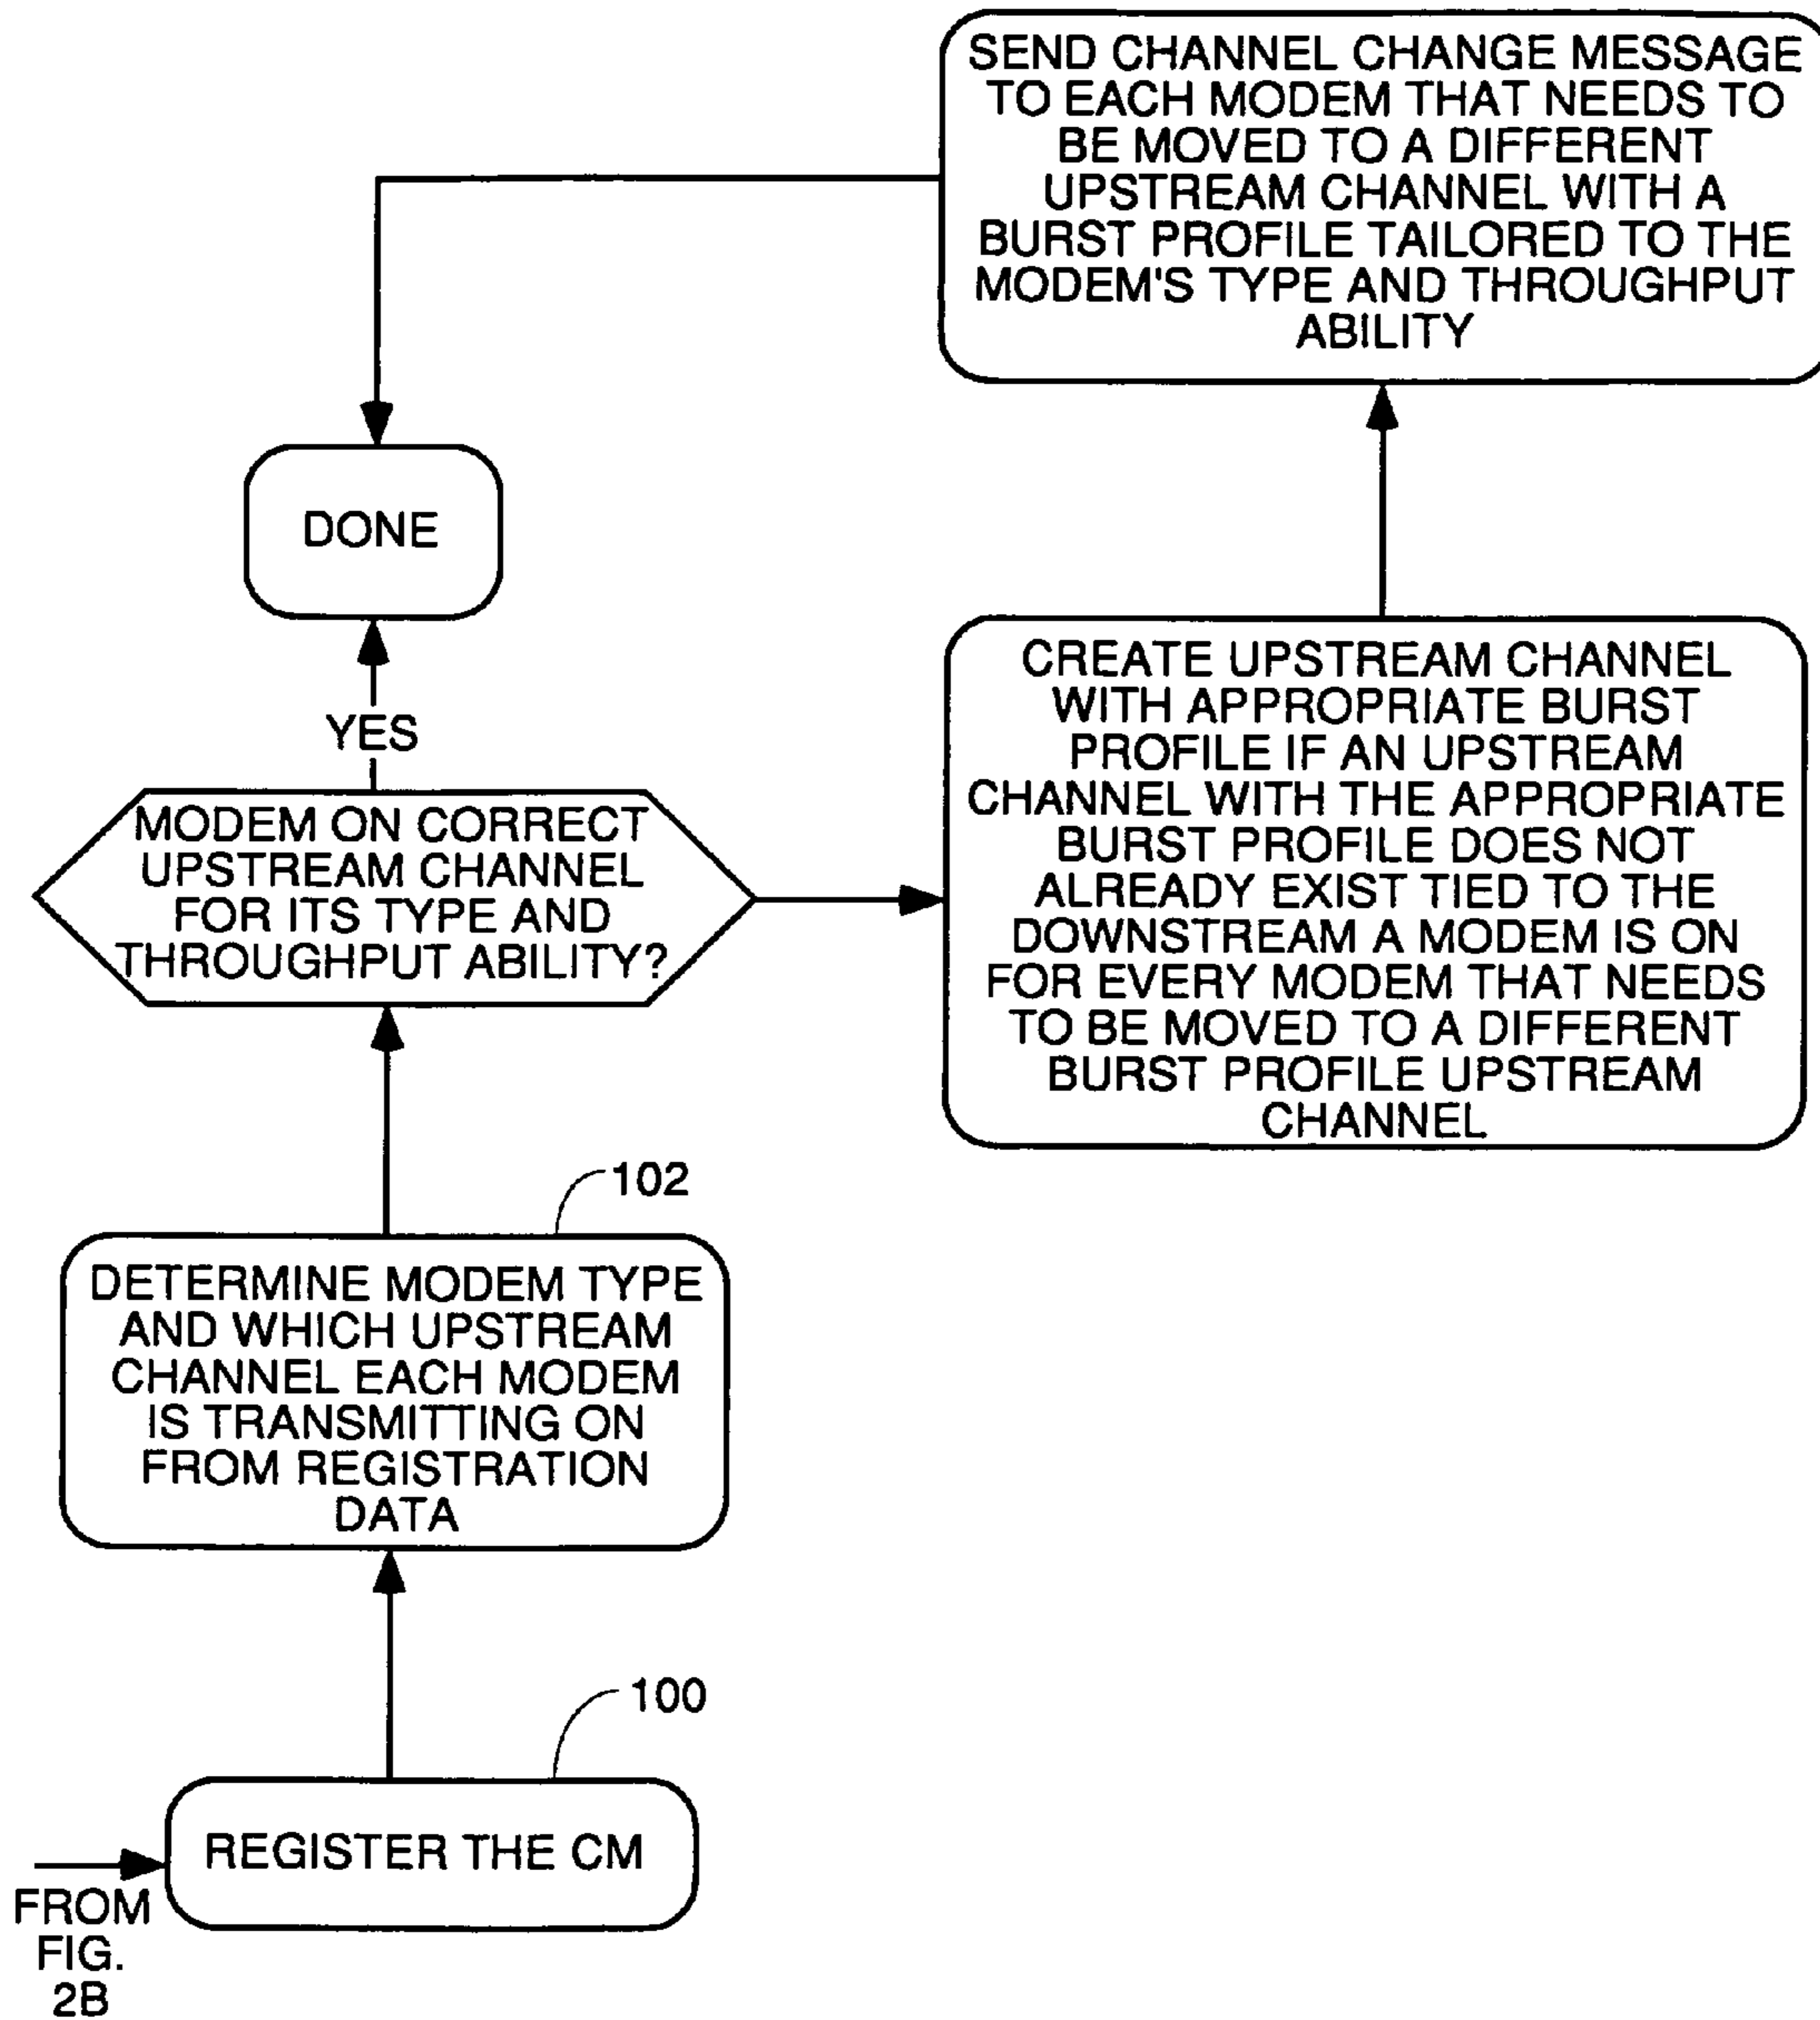 SEND CHANNEL CHANGE MESSAGE
TO EACH MODEM THAT NEEDS TO
BE MOVED TO A DIFFERENT
UPSTREAM CHANNEL WITH A
BURST PROFILE TAILORED TO THE
MODEM'S TYPE AND THROUGHPUT
ABILITY
DONE
YES
MODEM ON CORRECT
UPSTREAM CHANNEL
FOR ITS TYPE AND
THROUGHPUT ABILITY?
CREATE UPSTREAM CHANNEL
WITH APPROPRIATE BURST
PROFILE IF AN UPSTREAM
CHANNEL WITH THE APPROPRIATE
BURST PROFILE DOES NOT
ALREADY EXIST TIED TO THE
DOWNSTREAM A MODEM IS ON
FOR EVERY MODEM THAT NEEDS
TO BE MOVED TO A DIFFERENT
BURST PROFILE UPSTREAM
CHANNEL
102
DETERMINE MODEM TYPE
AND WHICH UPSTREAM
CHANNEL EACH MODEM
IS TRANSMITTING ON
FROM REGISTRATION
DATA
100
REGISTER THE CM
FROM
FIG.
2B